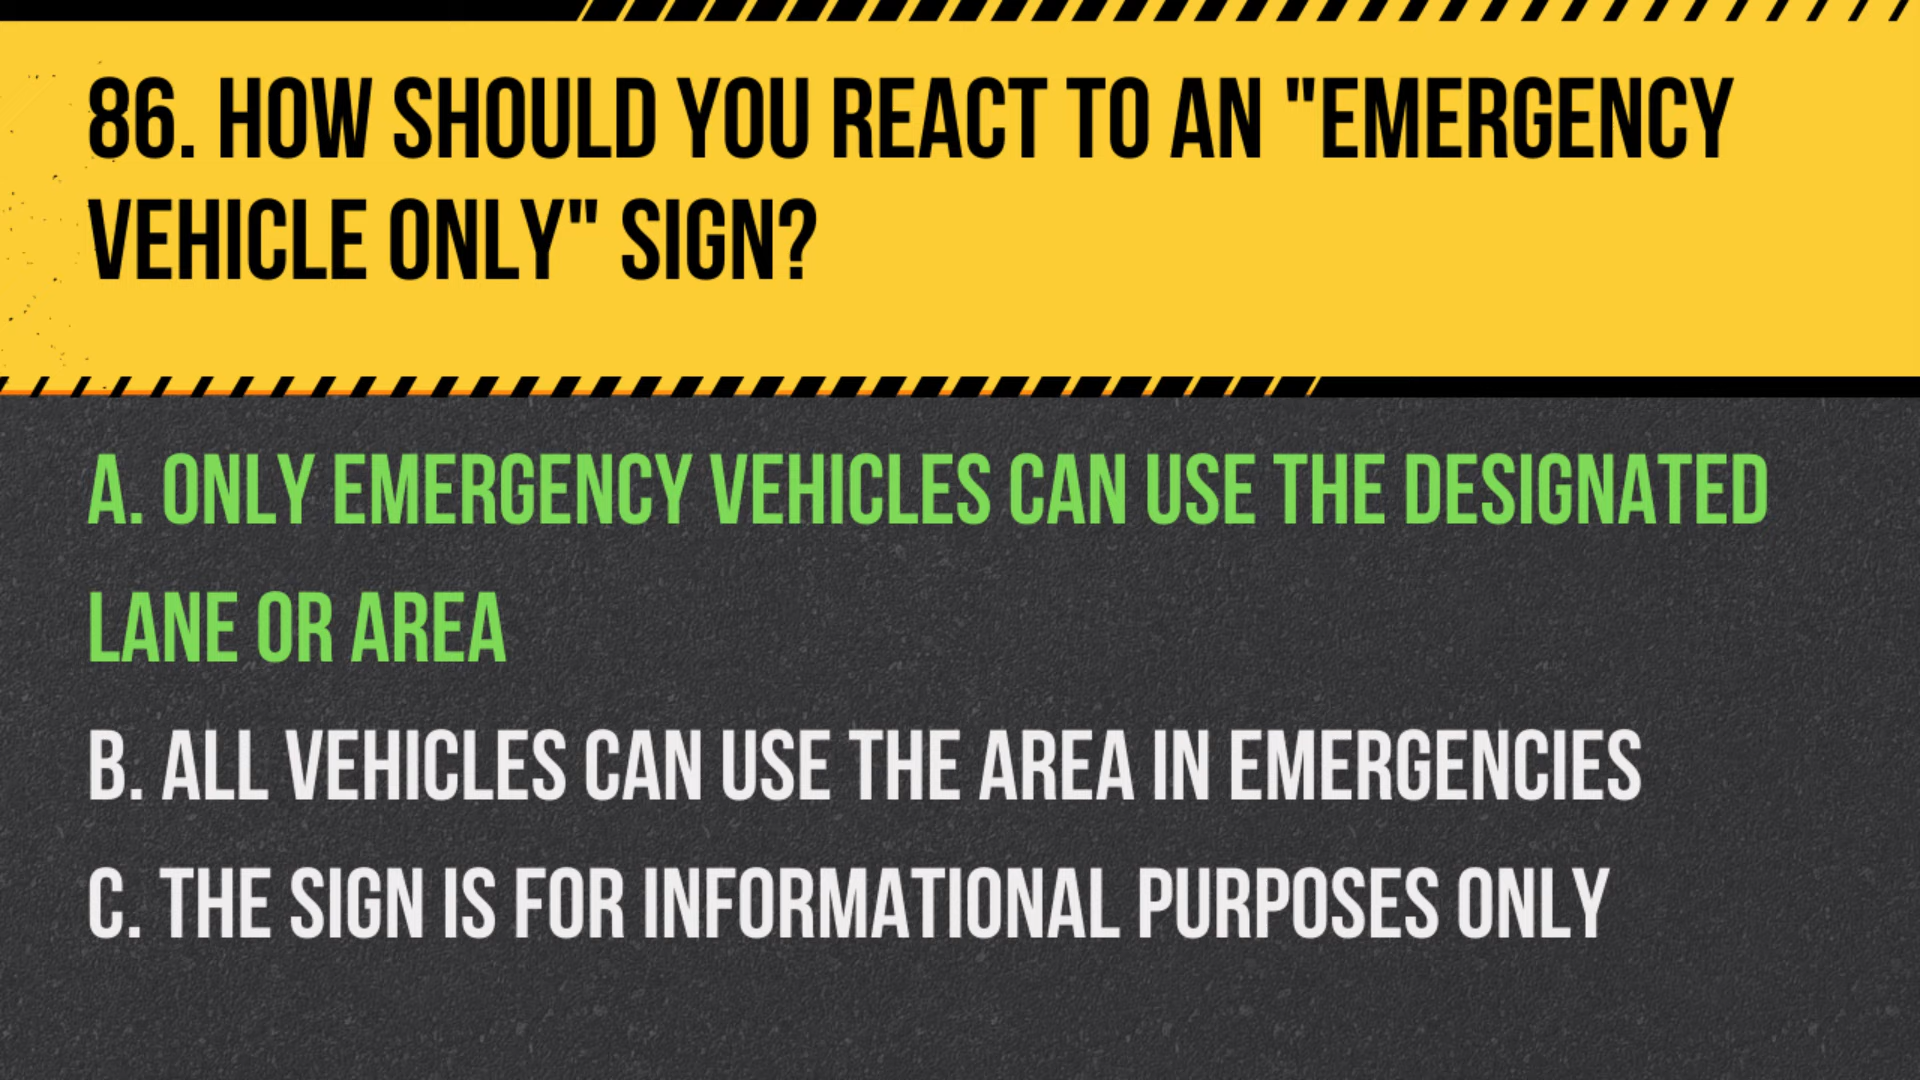 86. HOW SHOULD YOU REACT TO AN "EMERGENCY
VEHICLE ONLY" SIGN?
A. ONLY EMERGENCY VEHICLES CAN USE THE DESIGNATED
LANE OR AREA
B. ALL VEHICLES CAN USE THE AREA IN EMERGENCIES
C. THE SIGN IS FOR INFORMATIONAL PURPOSES ONLY